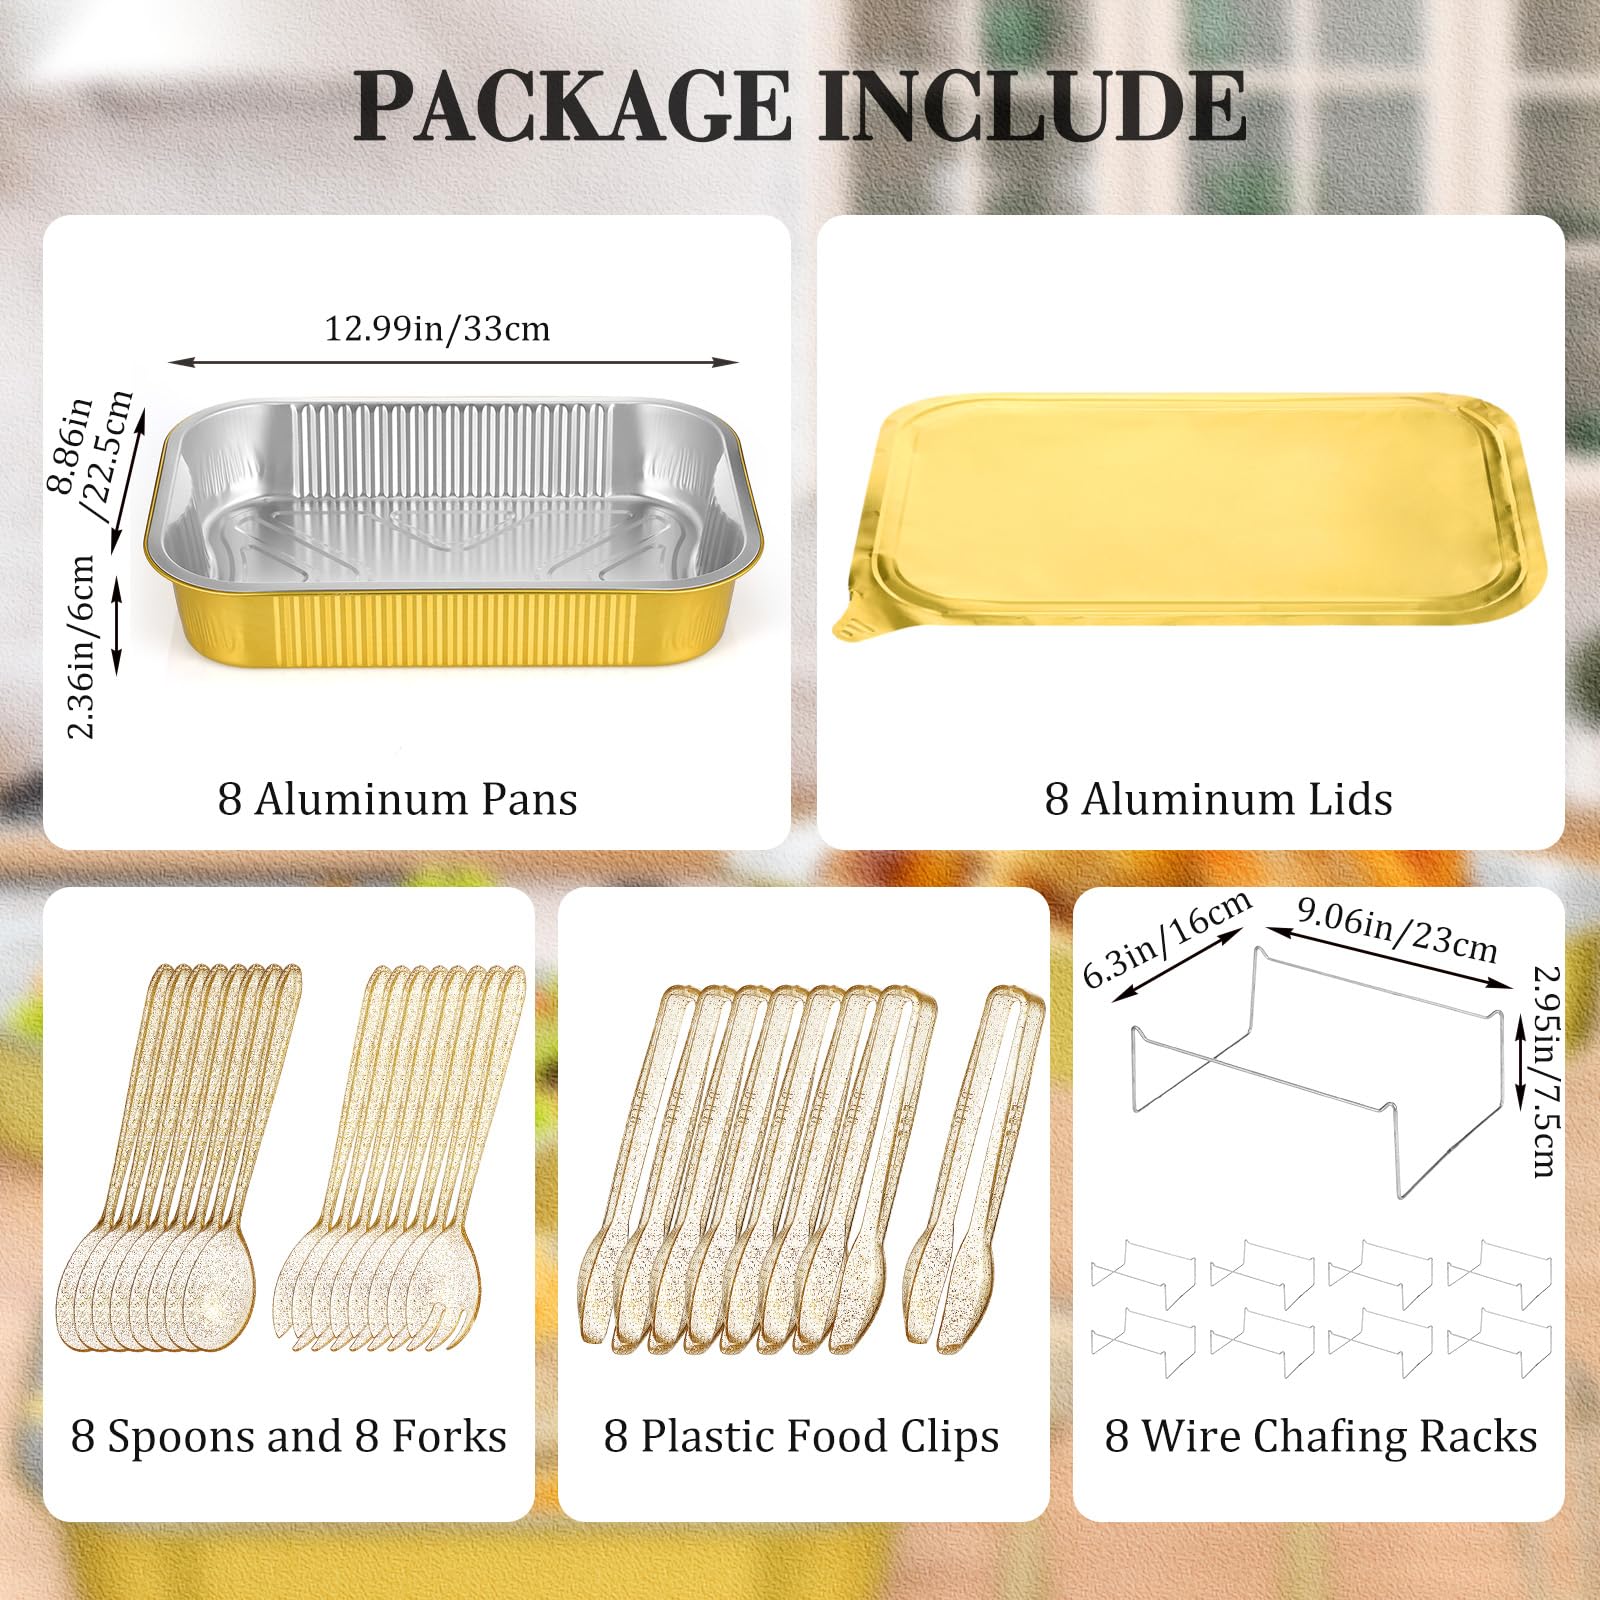 PACKAGE INCLUDE
12.99in/33cm
8.86in
/22.5cm
2.36in/6cm
8 Aluminum Pans
8 Aluminum Lids
8 Spoons and 8 Forks
8 Plastic Food Clips
6.3in/16cm
9.06in/23cm
2.95in/7.5cm
8 Wire Chafing Racks